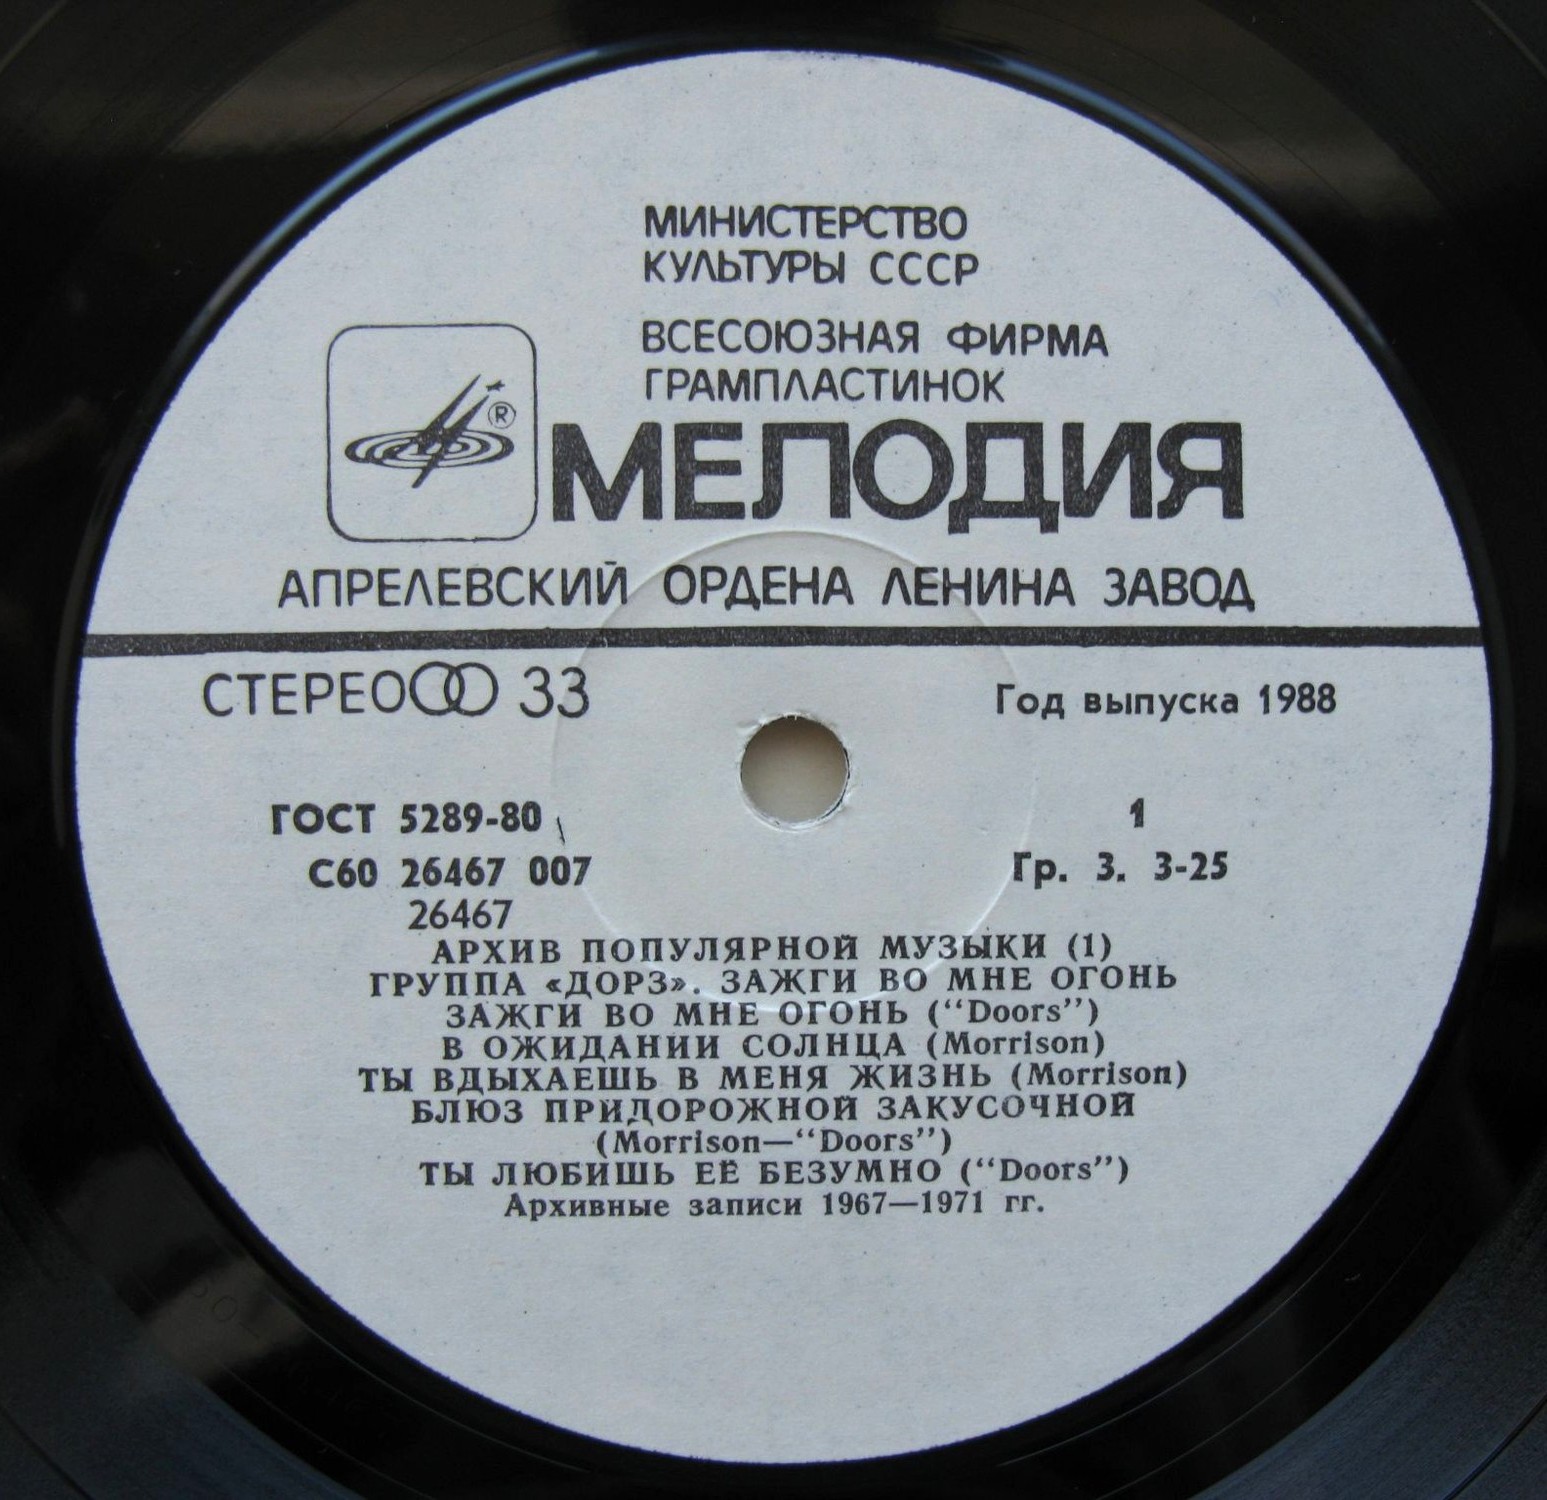 МИНИСТЕРСТВО
КУЛЬТУРЫ СССР
ВСЕСОЮЗНАЯ ФИРМА
ГРАМПЛАСТИНОК
®
МЕЛОДИЯ
АПРЕЛЕВСКИЙ ОРДЕНА ЛЕНИНА ЗАВОД
СТЕРЕО 33
Год выпуска 1988
ГОСТ 5289-80
1
С60 26467 007
Гр. 3. 3-25
26467
АРХИВ ПОПУЛЯРНОЙ МУЗЫКИ (1)
ГРУППА «ДОРЗ». ЗАЖГИ ВО МНЕ ОГОНЬ
ЗАЖГИ ВО МНЕ ОГОНЬ (“Doors”)
В ОЖИДАНИИ СОЛНЦА (Morrison)
ТЫ ВДЫХАЕШЬ В МЕНЯ ЖИЗНЬ (Morrison)
БЛЮЗ ПРИДОРОЖНОЙ ЗАКУСОЧНОЙ
(Morrison—“Doors”)
ТЫ ЛЮБИШЬ ЕЁ БЕЗУМНО (“Doors”)
Архивные записи 1967—1971 гг.